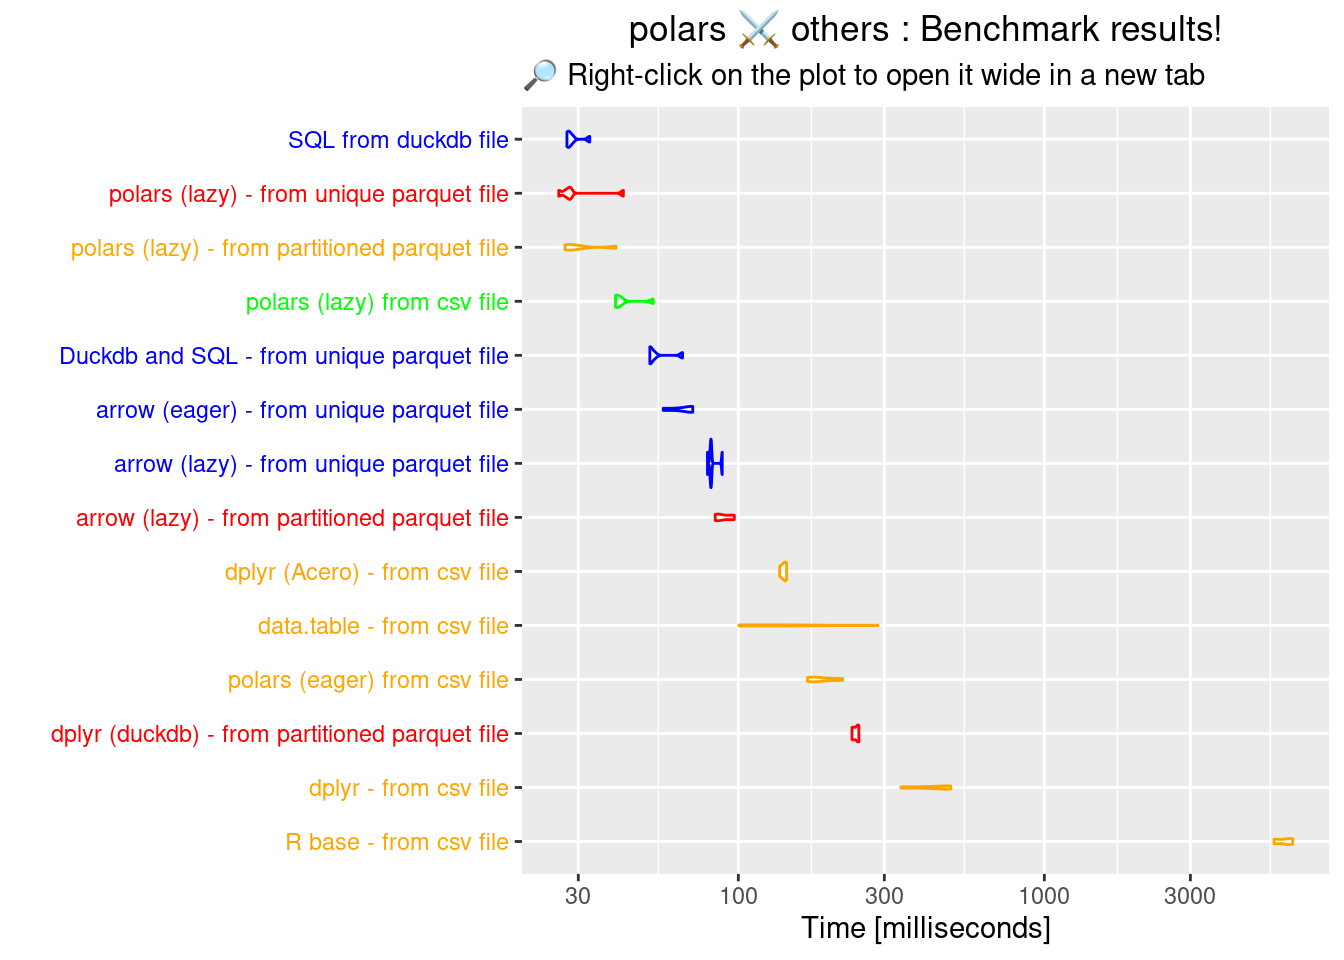 polars ⚔️ others : Benchmark results!
🔎 Right-click on the plot to open it wide in a new tab
SQL from duckdb file
polars (lazy) - from unique parquet file
polars (lazy) - from partitioned parquet file
polars (lazy) from csv file
Duckdb and SQL - from unique parquet file
arrow (eager) - from unique parquet file
arrow (lazy) - from unique parquet file
arrow (lazy) - from partitioned parquet file
dplyr (Acero) - from csv file
data.table - from csv file
polars (eager) from csv file
dplyr (duckdb) - from partitioned parquet file
dplyr - from csv file
R base - from csv file
30 100 300 1000 3000
Time [milliseconds]